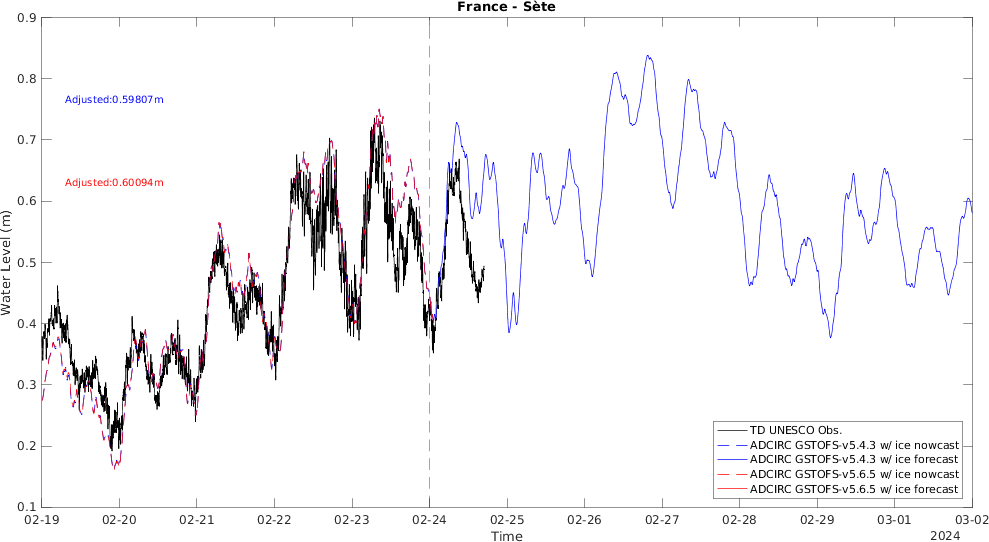 France - Sète
0.9
0.8
0.7
0.6
0.5
0.4
0.3
0.2
0.1
Water Level (m)
Adjusted:0.59807m
Adjusted:0.60094m
TD UNESCO Obs.
ADCIRC GSTOFS-v5.4.3 w/ ice nowcast
ADCIRC GSTOFS-v5.4.3 w/ ice forecast
ADCIRC GSTOFS-v5.6.5 w/ ice nowcast
ADCIRC GSTOFS-v5.6.5 w/ ice forecast
02-19 02-20 02-21 02-22 02-23 02-24 02-25 02-26 02-27 02-28 02-29 03-01 03-02
Time
2024